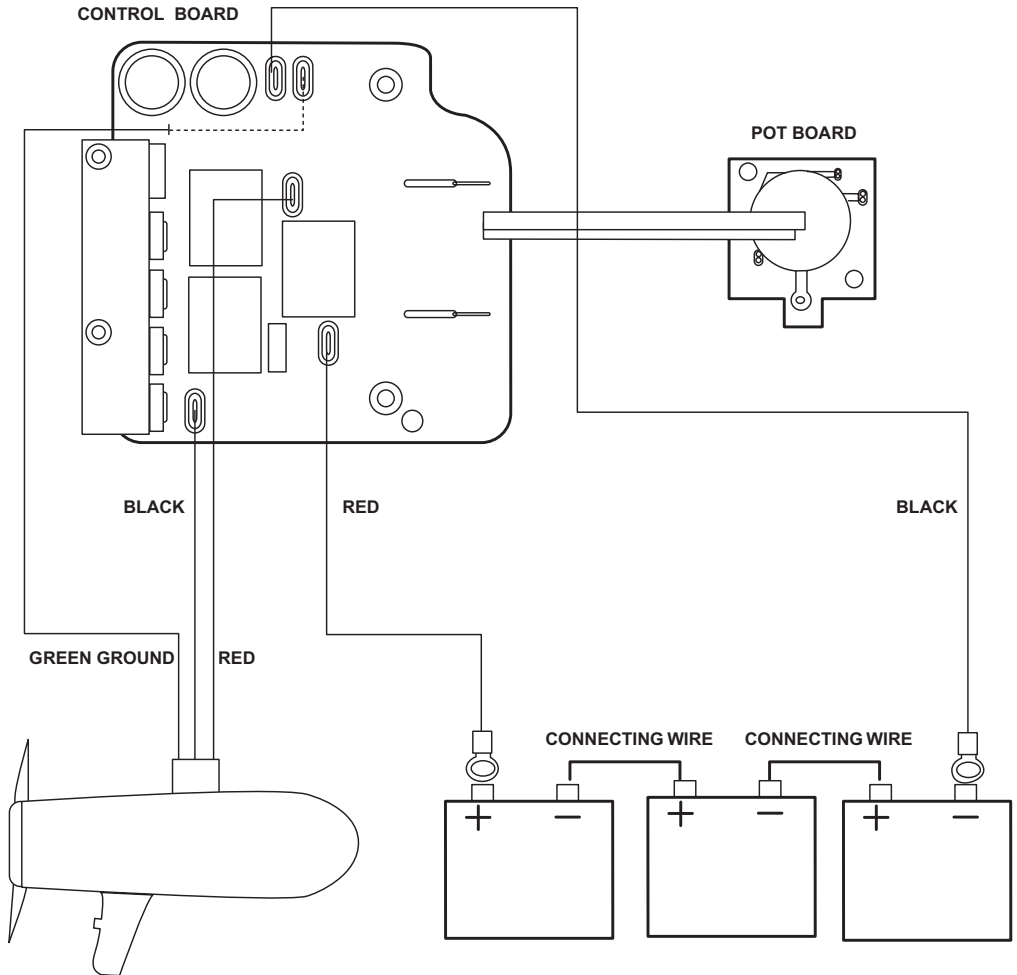 CONTROL BOARD
POT BOARD
BLACK
RED
BLACK
GREEN GROUND
RED
CONNECTING WIRE
CONNECTING WIRE
+
−
+
−
+
−